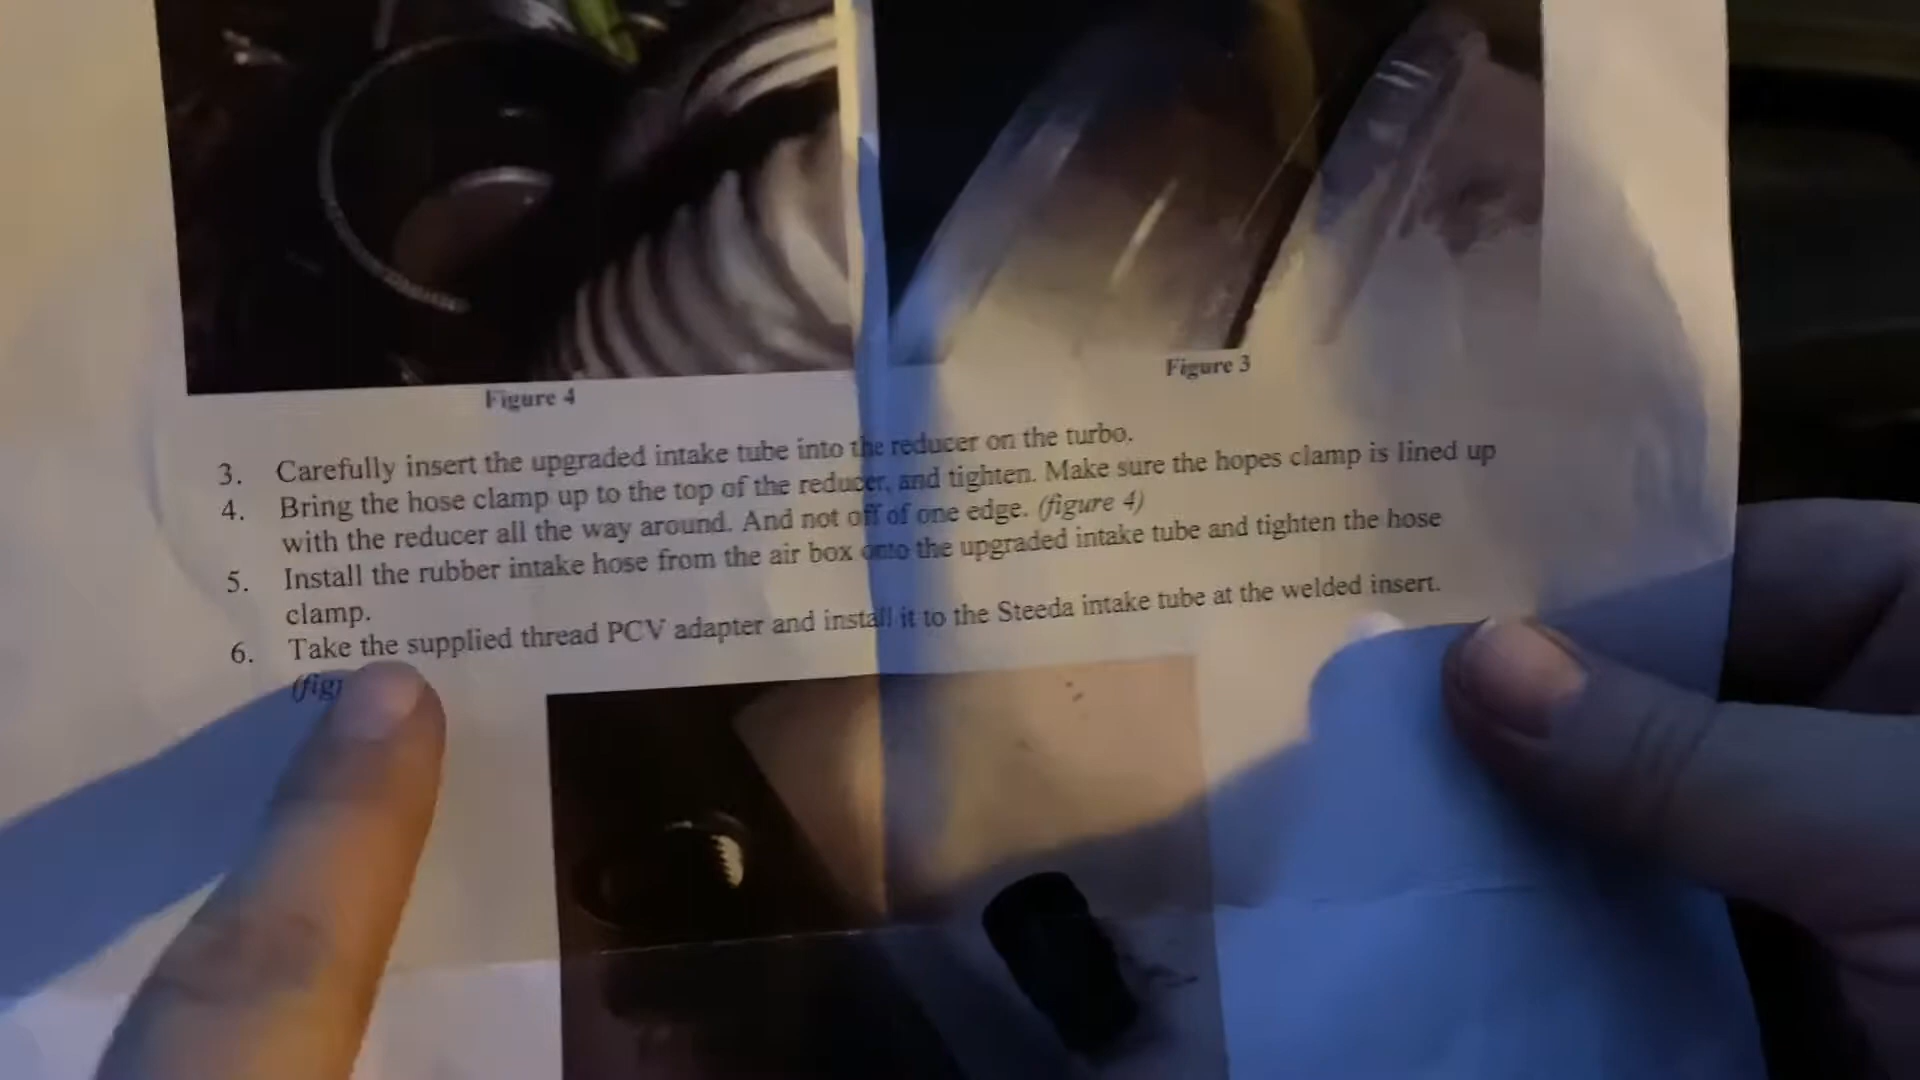 Figure 4
Figure 3
3. Carefully insert the upgraded intake tube into the reducer on the turbo.
4. Bring the hose clamp up to the top of the reducer, and tighten. Make sure the hopes clamp is lined up
with the reducer all the way around. And not off of one edge. (figure 4)
5. Install the rubber intake hose from the air box onto the upgraded intake tube and tighten the hose
clamp.
6. Take the supplied thread PCV adapter and install it to the Steeda intake tube at the welded insert.